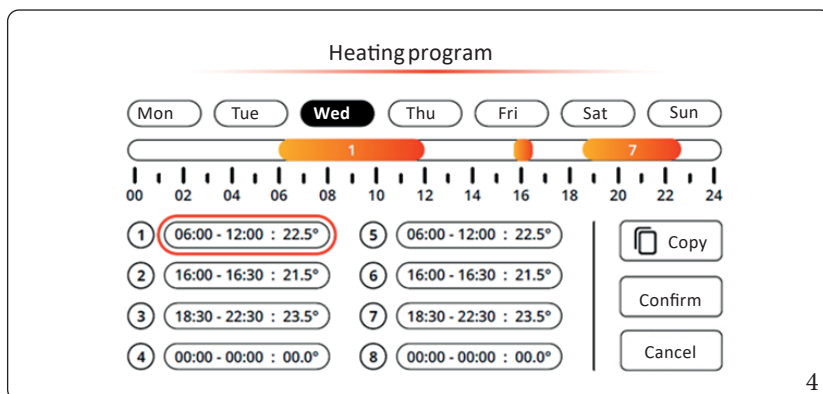 Heating program
Mon Tue Wed Thu Fri Sat Sun
1 7
00 02 04 06 08 10 12 14 16 18 20 22 24
1 06:00 - 12:00 : 22.5° 5 06:00 - 12:00 : 22.5° Copy
2 16:00 - 16:30 : 21.5° 6 16:00 - 16:30 : 21.5°
Confirm
3 18:30 - 22:30 : 23.5° 7 18:30 - 22:30 : 23.5°
4 00:00 - 00:00 : 00.0° 8 00:00 - 00:00 : 00.0° Cancel
4